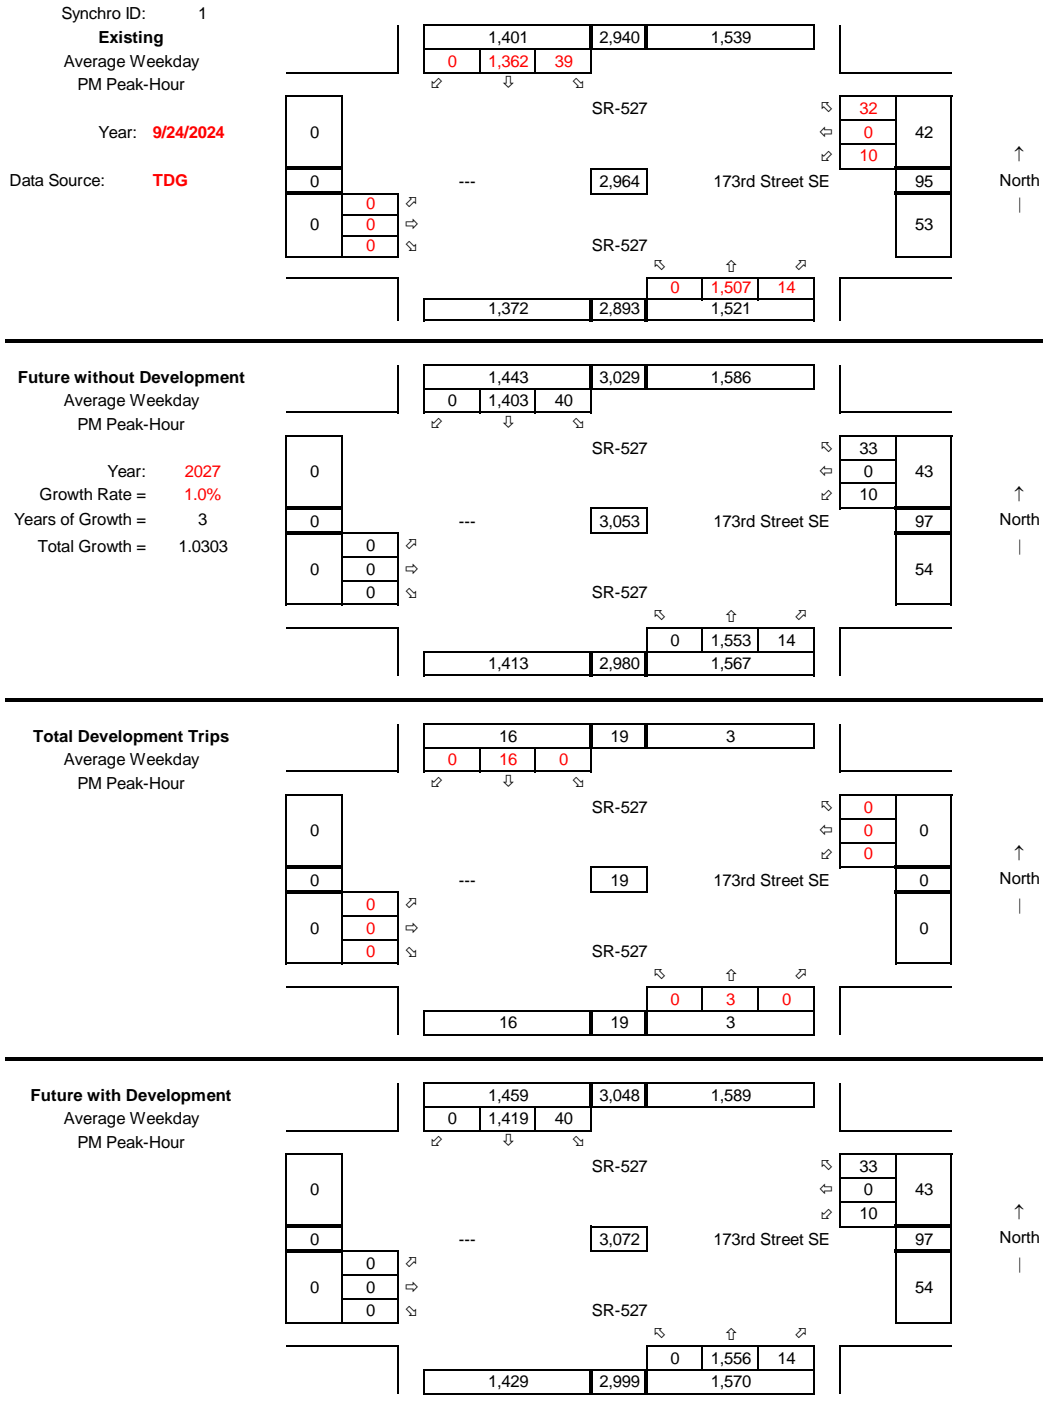 Synchro ID: 1
Existing 1,401 2,940 1,539
Average Weekday 0 1,362 39
PM Peak-Hour ⬃ ⇩ ⬂
SR-527 ⬁ 32
Year: 9/24/2024 0 ⇦ 0 42
⬃ 10 ↑
Data Source: TDG 0 --- 2,964 173rd Street SE 95 North
0 ⬀ |
0 0 ⇨ 53
0 ⬂ SR-527
⬁ ⇧ ⬀
0 1,507 14
1,372 2,893 1,521
Future without Development 1,443 3,029 1,586
Average Weekday 0 1,403 40
PM Peak-Hour ⬃ ⇩ ⬂
SR-527 ⬁ 33
Year: 2027 0 ⇦ 0 43
Growth Rate = 1.0% ⬃ 10 ↑
Years of Growth = 3 0 --- 3,053 173rd Street SE 97 North
Total Growth = 1.0303 0 ⬀ |
0 0 ⇨ 54
0 ⬂ SR-527
⬁ ⇧ ⬀
0 1,553 14
1,413 2,980 1,567
Total Development Trips 16 19 3
Average Weekday 0 16 0
PM Peak-Hour ⬃ ⇩ ⬂
SR-527 ⬁ 0
0 ⇦ 0 0
⬃ 0 ↑
0 --- 19 173rd Street SE 0 North
0 ⬀ |
0 0 ⇨ 0
0 ⬂ SR-527
⬁ ⇧ ⬀
0 3 0
16 19 3
Future with Development 1,459 3,048 1,589
Average Weekday 0 1,419 40
PM Peak-Hour ⬃ ⇩ ⬂
SR-527 ⬁ 33
0 ⇦ 0 43
⬃ 10 ↑
0 --- 3,072 173rd Street SE 97 North
0 ⬀ |
0 0 ⇨ 54
0 ⬂ SR-527
⬁ ⇧ ⬀
0 1,556 14
1,429 2,999 1,570